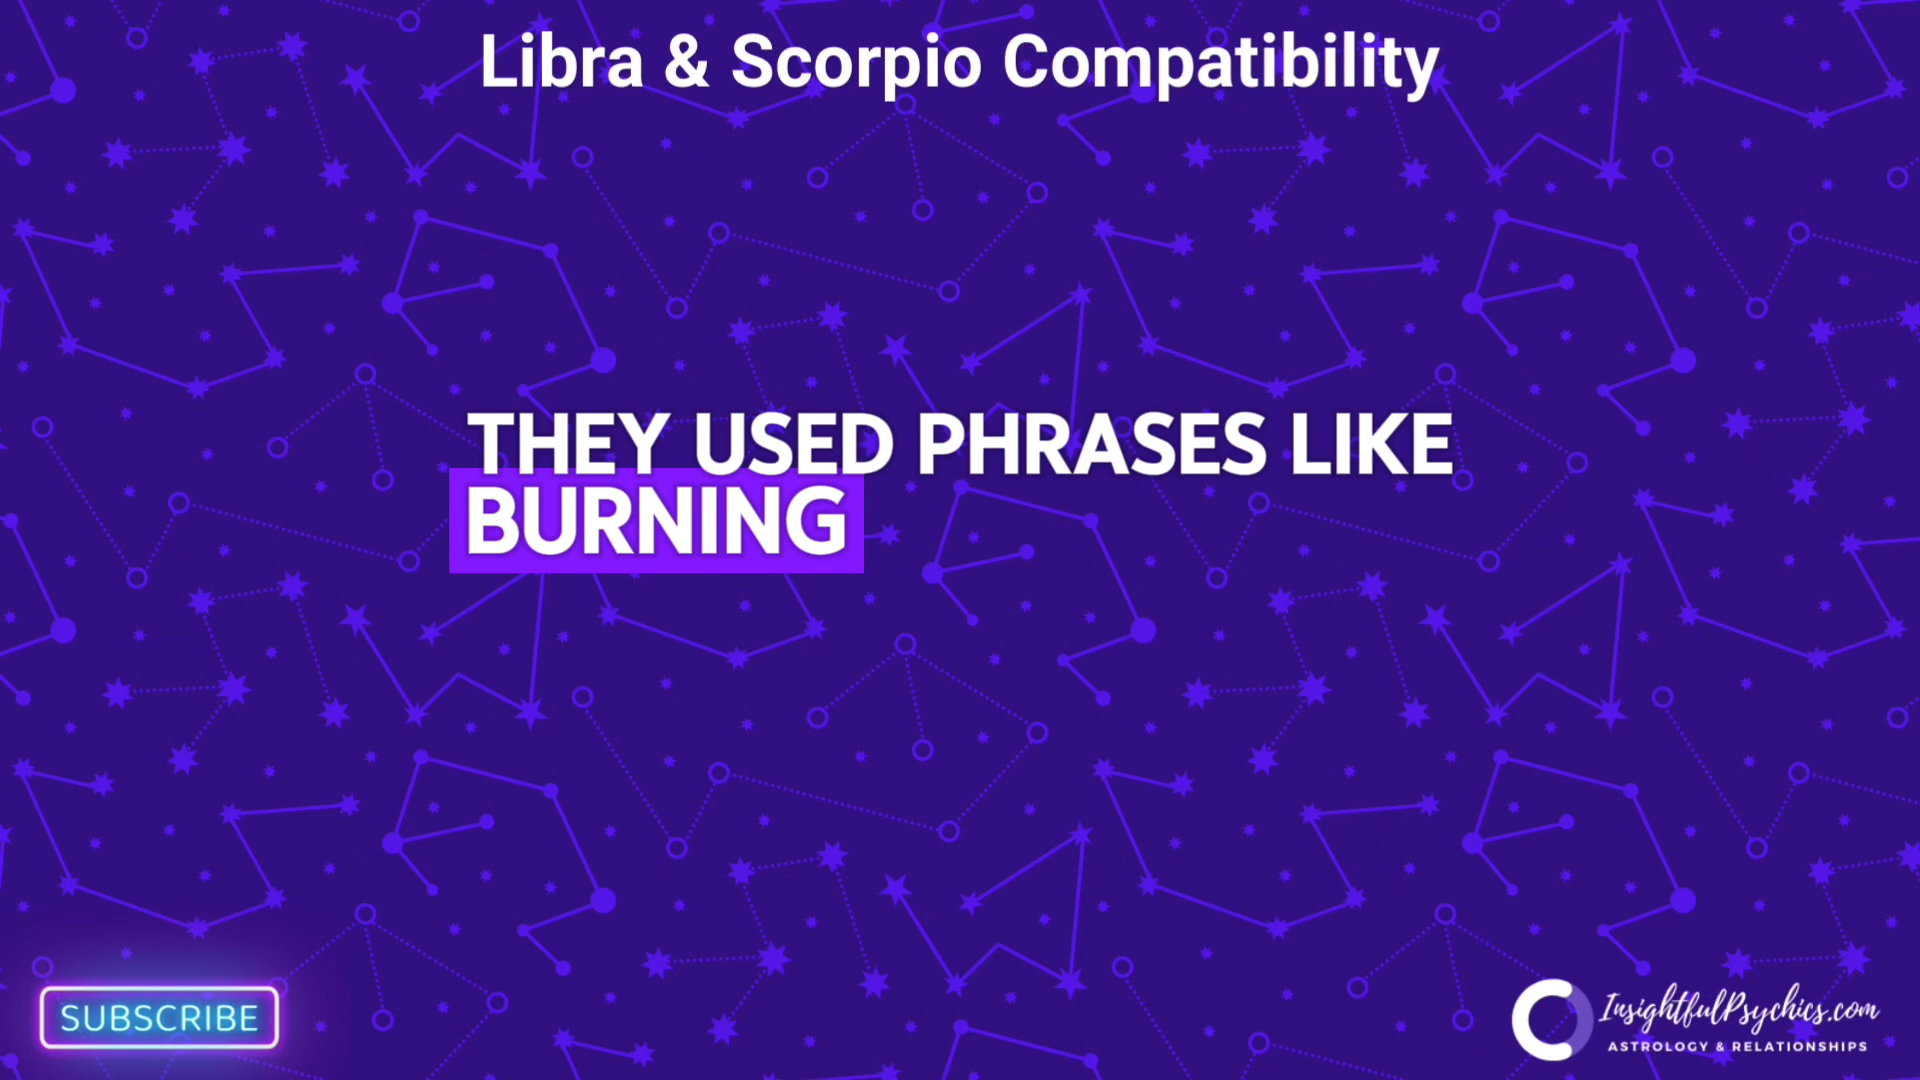 Libra & Scorpio Compatibility
THEY USED PHRASES LIKE
BURNING
SUBSCRIBE
InsightfulPsychics.com
ASTROLOGY & RELATIONSHIPS